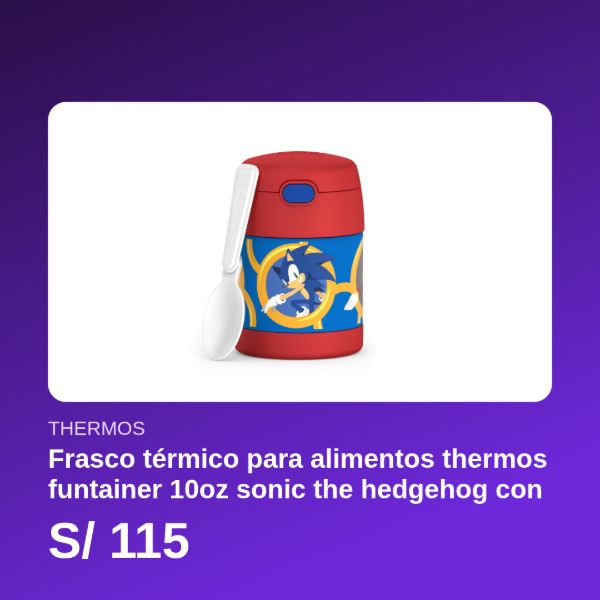 THERMOS
Frasco térmico para alimentos thermos
funtainer 10oz sonic the hedgehog con
S/ 115